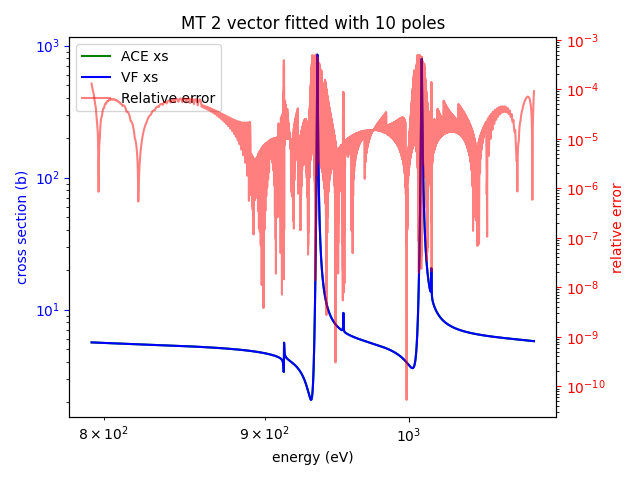 MT 2 vector fitted with 10 poles
ACE xs
VF xs
Relative error
cross section (b)
10³
10²
10¹
relative error
10⁻³
10⁻⁴
10⁻⁵
10⁻⁶
10⁻⁷
10⁻⁸
10⁻⁹
10⁻¹⁰
8 × 10²
9 × 10²
10³
energy (eV)